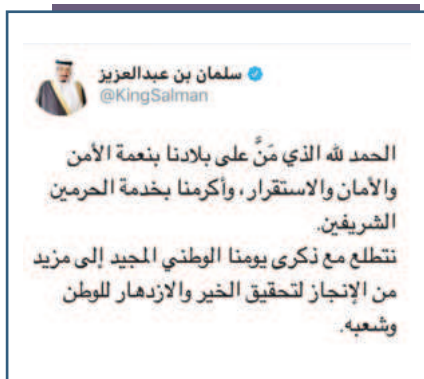 سلمان بن عبدالعزيز
@KingSalman
الحمد لله الذي مَنَّ على بلادنا بنعمة الأمن
والأمان والاستقرار، وأكرمنا بخدمة الحرمين
الشريفين.
نتطلع مع ذكرى يومنا الوطني المجيد إلى مزيد
من الإنجاز لتحقيق الخير والازدهار للوطن
وشعبه.